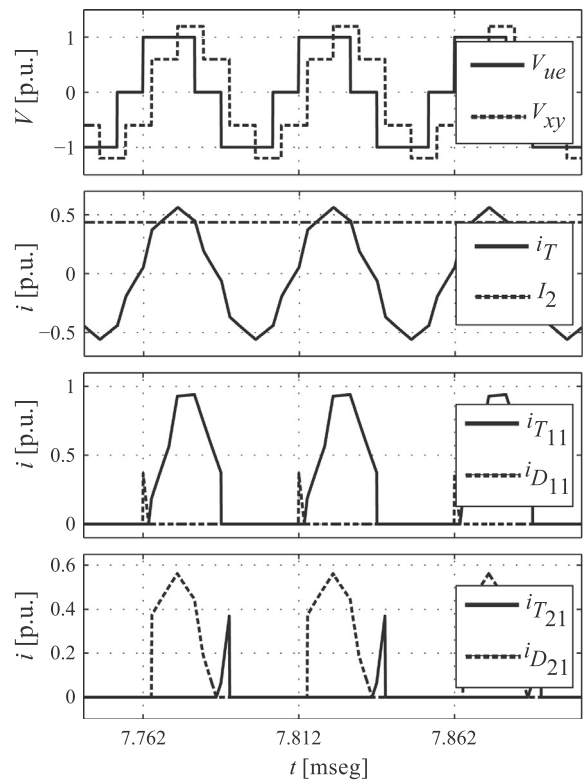 V [p.u.]
1
0
−1
V_ue
V_xy
i [p.u.]
0.5
0
−0.5
i_T
I_2
i [p.u.]
1
0.5
0
i_T11
i_D11
i [p.u.]
0.6
0.4
0.2
0
i_T21
i_D21
7.762 7.812 7.862
t [mseg]